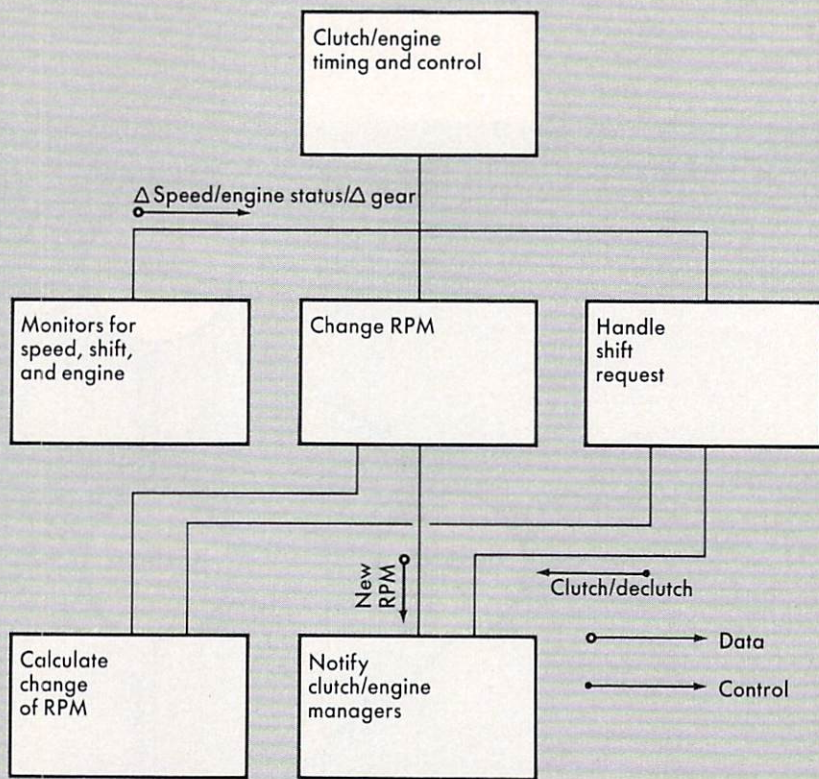 Clutch/engine
timing and control
Δ Speed/engine status/Δ gear
Monitors for
speed, shift,
and engine
Change RPM
Handle
shift
request
New
RPM
Clutch/declutch
Calculate
change
of RPM
Notify
clutch/engine
managers
Data
Control